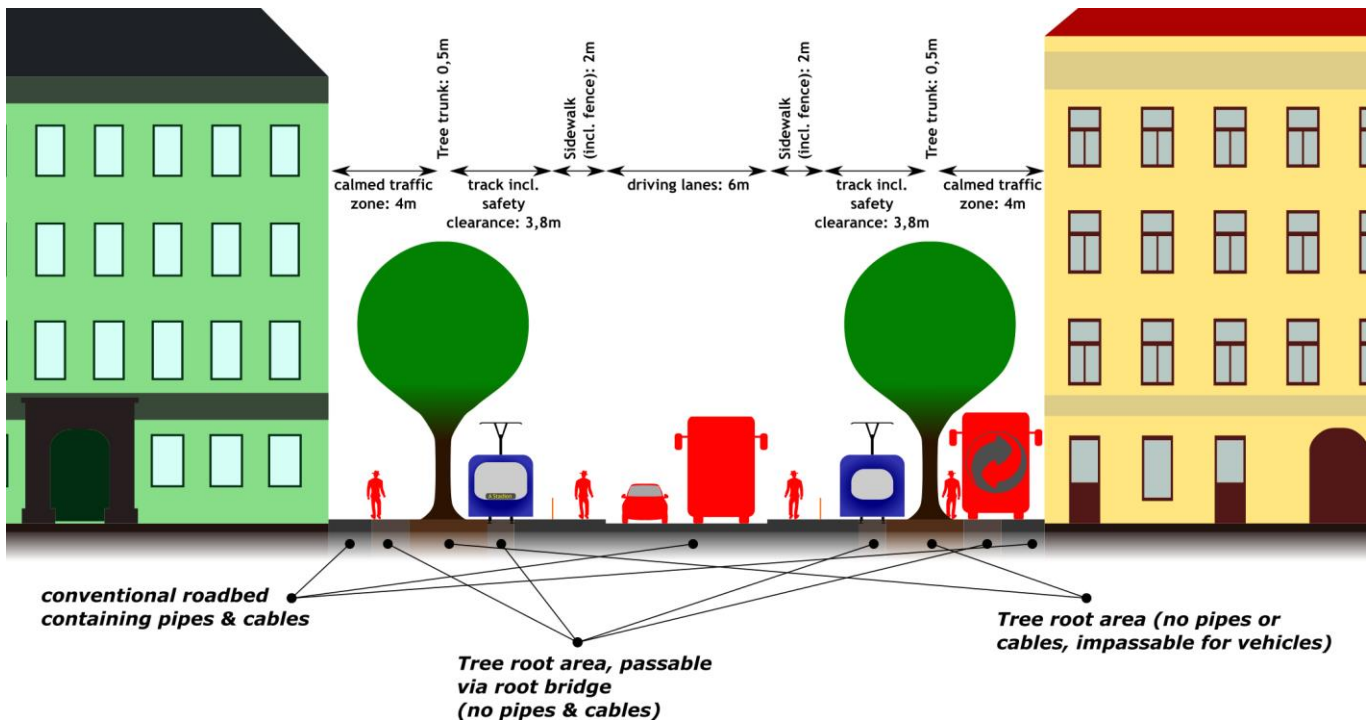 Tree trunk: 0,5m
Sidewalk
(incl. fence): 2m
Sidewalk
(incl. fence): 2m
Tree trunk: 0,5m
calmed traffic
zone: 4m
track incl.
safety
clearance: 3,8m
driving lanes: 6m
track incl.
safety
clearance: 3,8m
calmed traffic
zone: 4m
conventional roadbed
containing pipes & cables
Tree root area, passable
via root bridge
(no pipes & cables)
Tree root area (no pipes or
cables, impassable for vehicles)